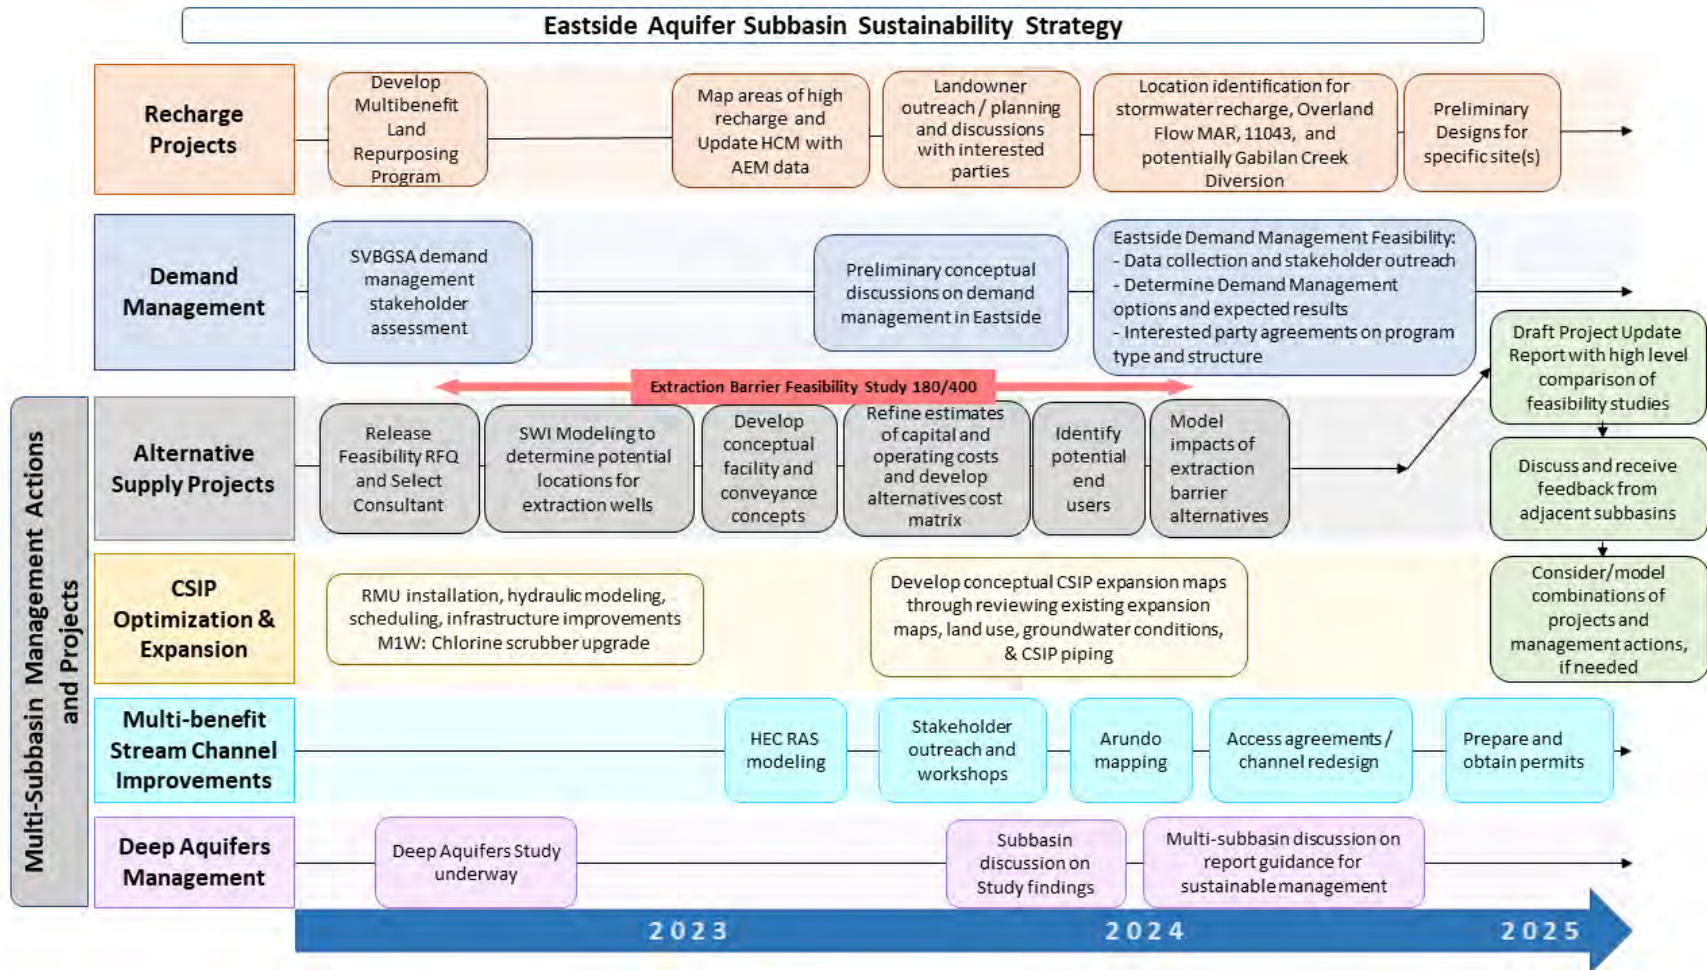 Eastside Aquifer Subbasin Sustainability Strategy
Recharge
Projects
Develop
Multibenefit
Land
Repurposing
Program
Map areas of high
recharge and
Update HCM with
AEM data
Landowner
outreach / planning
and discussions
with interested
parties
Location identification for
stormwater recharge, Overland
Flow MAR, 11043, and
potentially Gabilan Creek
Diversion
Preliminary
Designs for
specific site(s)
Demand
Management
SVBGSA demand
management
stakeholder
assessment
Preliminary conceptual
discussions on demand
management in Eastside
Eastside Demand Management Feasibility:
- Data collection and stakeholder outreach
- Determine Demand Management
options and expected results
- Interested party agreements on program
type and structure
Multi-Subbasin Management Actions
and Projects
Extraction Barrier Feasibility Study 180/400
Alternative
Supply Projects
Release
Feasibility RFQ
and Select
Consultant
SWI Modeling to
determine potential
locations for
extraction wells
Develop
conceptual
facility and
conveyance
concepts
Refine estimates
of capital and
operating costs
and develop
alternatives cost
matrix
Identify
potential
end
users
Model
impacts of
extraction
barrier
alternatives
Draft Project Update
Report with high level
comparison of
feasibility studies
Discuss and receive
feedback from
adjacent subbasins
Consider/model
combinations of
projects and
management actions,
if needed
CSIP
Optimization &
Expansion
RMU installation, hydraulic modeling,
scheduling, infrastructure improvements
M1W: Chlorine scrubber upgrade
Develop conceptual CSIP expansion maps
through reviewing existing expansion
maps, land use, groundwater conditions,
& CSIP piping
Multi-benefit
Stream Channel
Improvements
HEC RAS
modeling
Stakeholder
outreach and
workshops
Arundo
mapping
Access agreements /
channel redesign
Prepare and
obtain permits
Deep Aquifers
Management
Deep Aquifers Study
underway
Subbasin
discussion on
Study findings
Multi-subbasin discussion on
report guidance for
sustainable management
2023
2024
2025